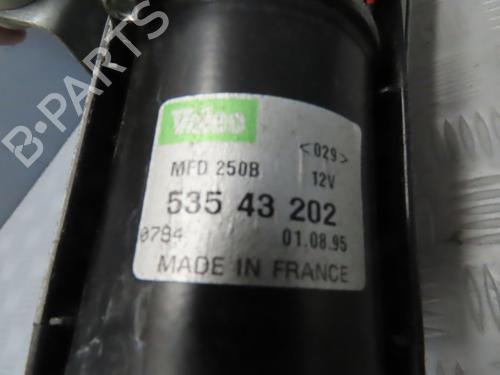 Valeo
<029>
MFD 250B 12V
535 43 202
0794 01.08.95
MADE IN FRANCE
B-PARTS